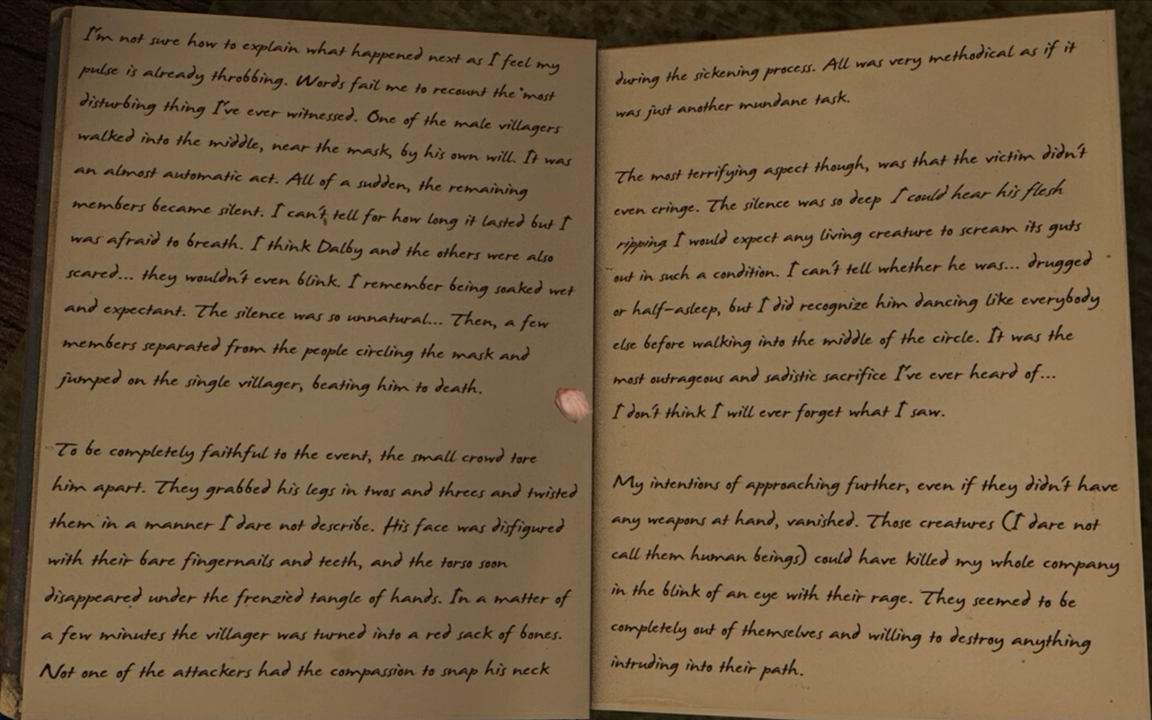 I'm not sure how to explain what happened next as I feel my
pulse is already throbbing. Words fail me to recount the most
disturbing thing I've ever witnessed. One of the male villagers
walked into the middle, near the mask, by his own will. It was
an almost automatic act. All of a sudden, the remaining
members became silent. I can't tell for how long it lasted but I
was afraid to breath. I think Dalby and the others were also
scared... they wouldn't even blink. I remember being soaked wet
and expectant. The silence was so unnatural... Then, a few
members separated from the people circling the mask and
jumped on the single villager, beating him to death.
To be completely faithful to the event, the small crowd tore
him apart. They grabbed his legs in twos and threes and twisted
them in a manner I dare not describe. His face was disfigured
with their bare fingernails and teeth, and the torso soon
disappeared under the frenzied tangle of hands. In a matter of
a few minutes the villager was turned into a red sack of bones.
Not one of the attackers had the compassion to snap his neck
during the sickening process. All was very methodical as if it
was just another mundane task.
The most terrifying aspect though, was that the victim didn't
even cringe. The silence was so deep I could hear his flesh
ripping. I would expect any living creature to scream its guts
out in such a condition. I can't tell whether he was... drugged
or half-asleep, but I did recognize him dancing like everybody
else before walking into the middle of the circle. It was the
most outrageous and sadistic sacrifice I've ever heard of...
I don't think I will ever forget what I saw.
My intentions of approaching further, even if they didn't have
any weapons at hand, vanished. Those creatures (I dare not
call them human beings) could have killed my whole company
in the blink of an eye with their rage. They seemed to be
completely out of themselves and willing to destroy anything
intruding into their path.